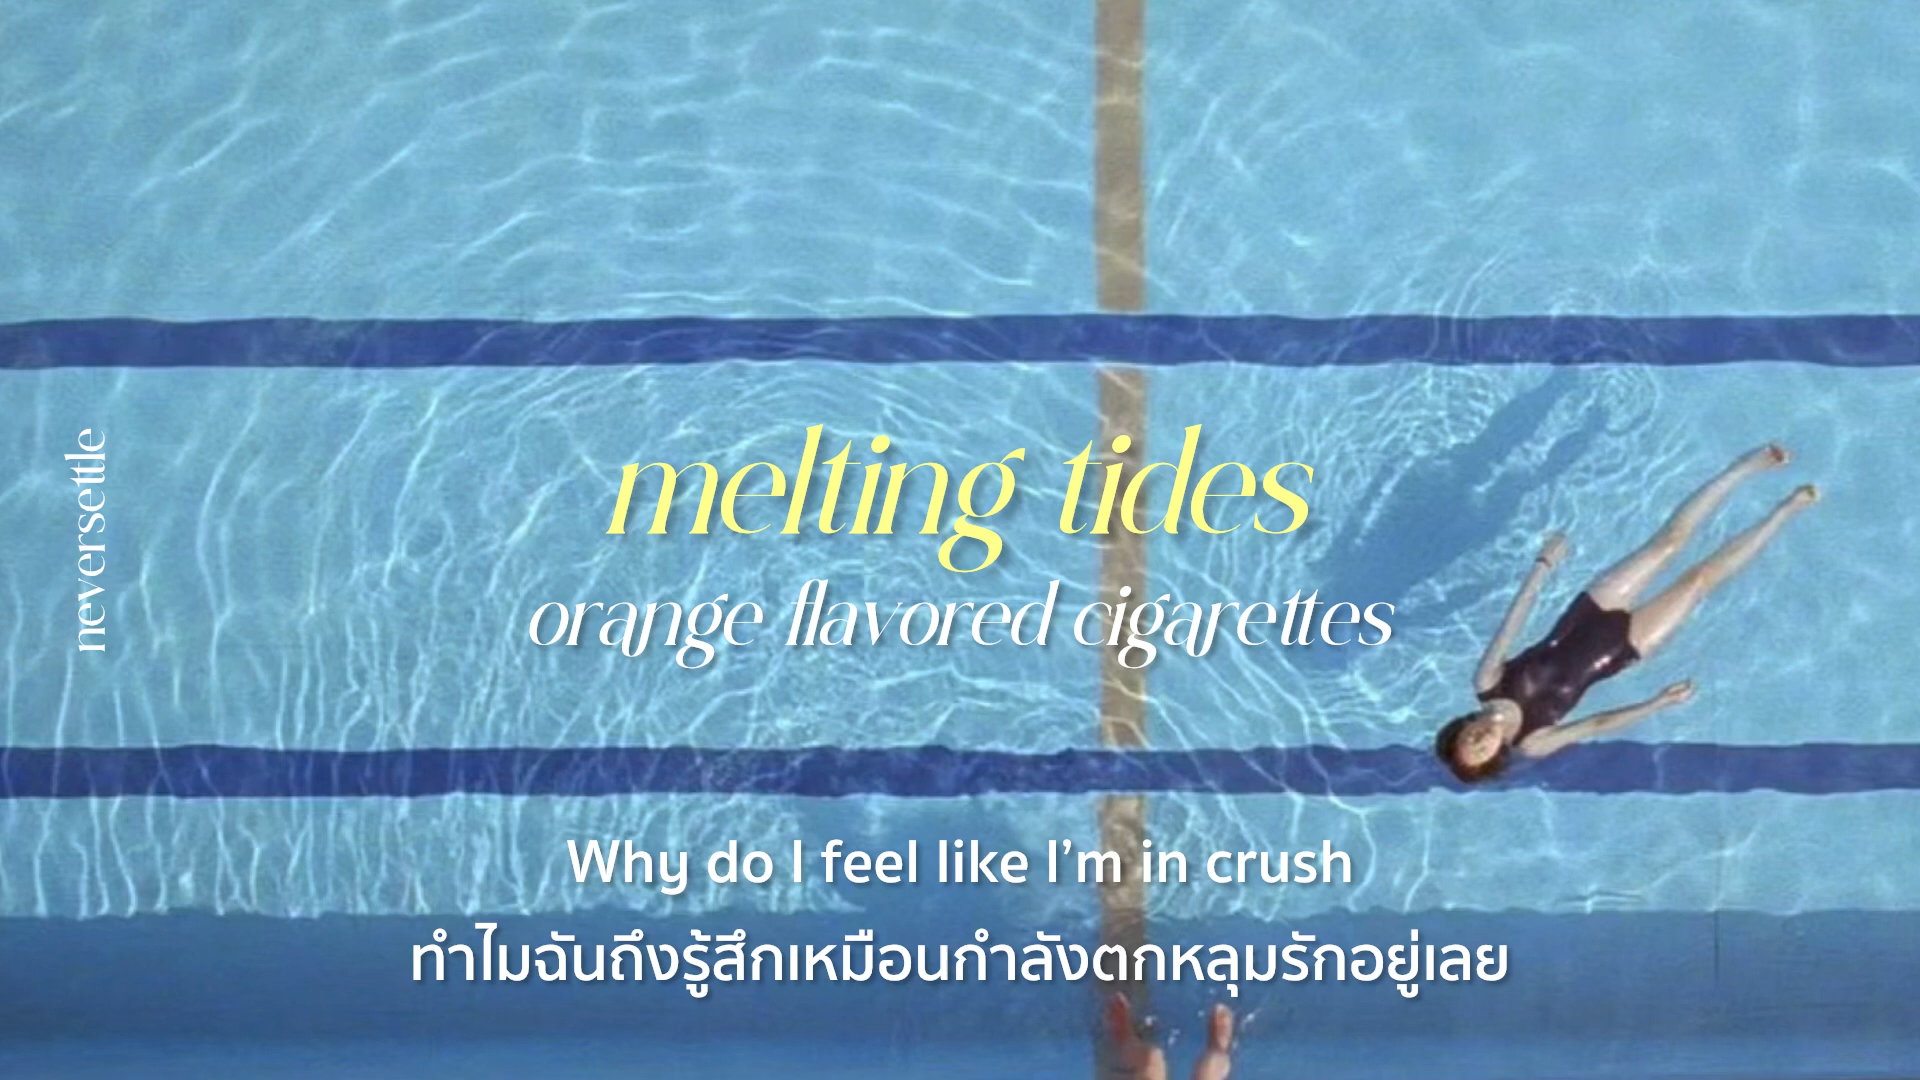 neversettle
melting tides
orange flavored cigarettes
Why do I feel like I’m in crush
ทำไมฉันถึงรู้สึกเหมือนกำลังตกหลุมรักอยู่เลย